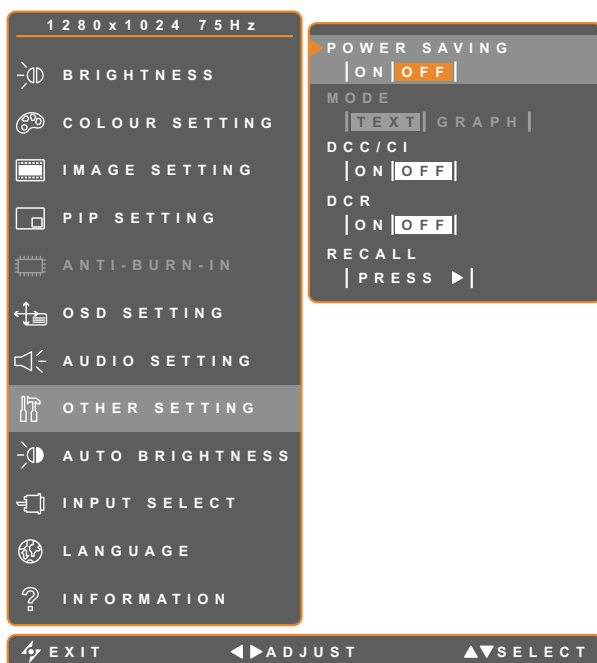 1280x1024 75Hz
BRIGHTNESS
COLOUR SETTING
IMAGE SETTING
PIP SETTING
ANTI-BURN-IN
OSD SETTING
AUDIO SETTING
OTHER SETTING
AUTO BRIGHTNESS
INPUT SELECT
LANGUAGE
INFORMATION
POWER SAVING
ON OFF
MODE
TEXT GRAPH
DCC/CI
ON OFF
DCR
ON OFF
RECALL
PRESS
EXIT ADJUST SELECT